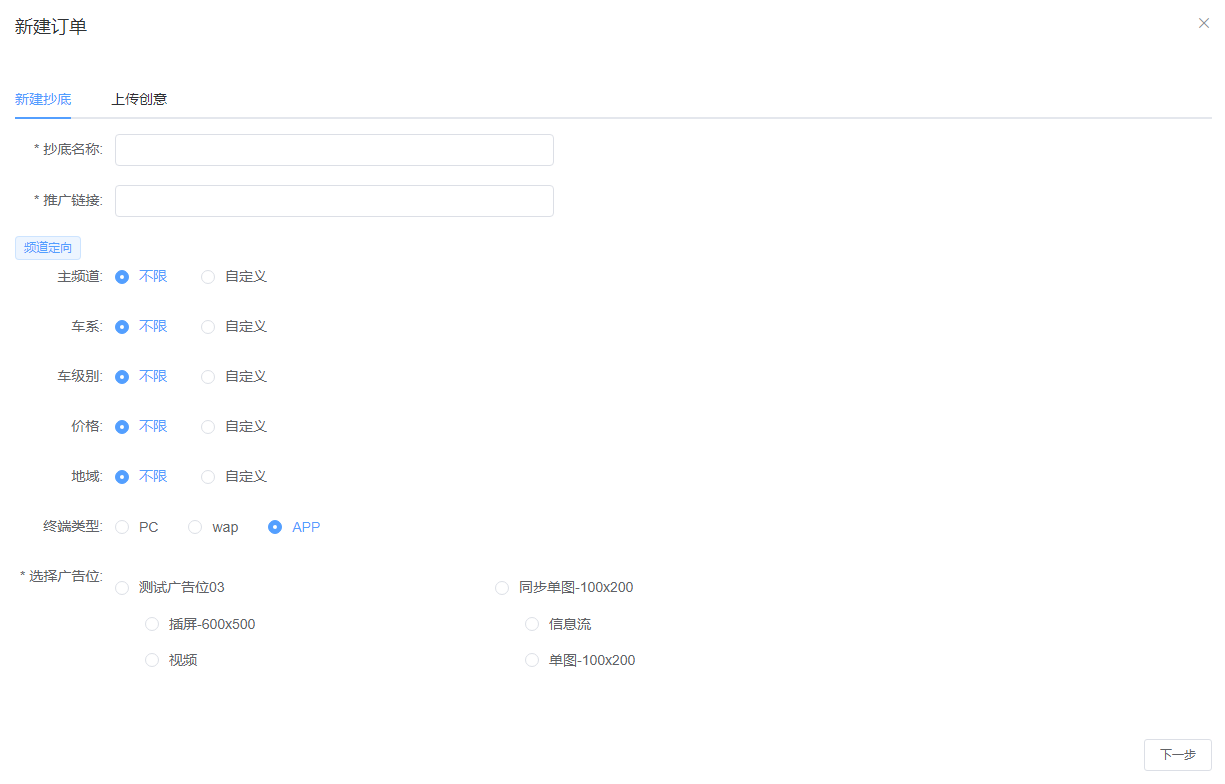 新建订单
新建抄底 上传创意
* 抄底名称:
* 推广链接:
频道定向
主频道: 不限 自定义
车系: 不限 自定义
车级别: 不限 自定义
价格: 不限 自定义
地域: 不限 自定义
终端类型: PC wap APP
* 选择广告位:
测试广告位03 同步单图-100x200
插屏-600x500 信息流
视频 单图-100x200
下一步